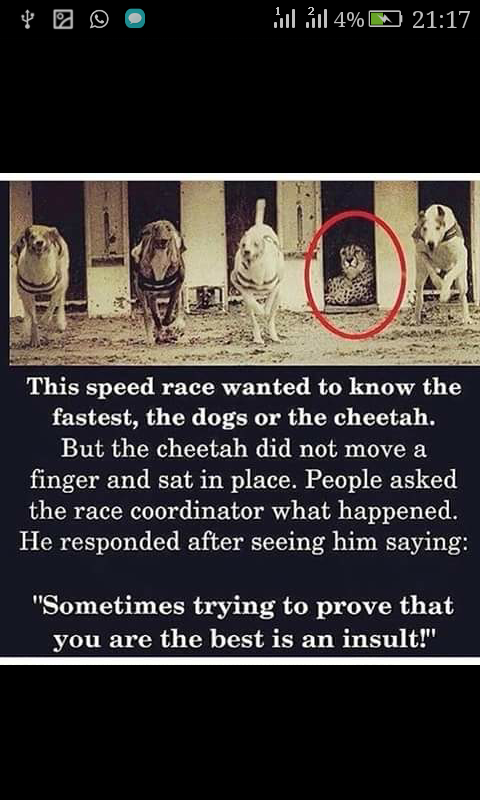 1 2 4% 21:17
This speed race wanted to know the
fastest, the dogs or the cheetah.
But the cheetah did not move a
finger and sat in place. People asked
the race coordinator what happened.
He responded after seeing him saying:
"Sometimes trying to prove that
you are the best is an insult!"